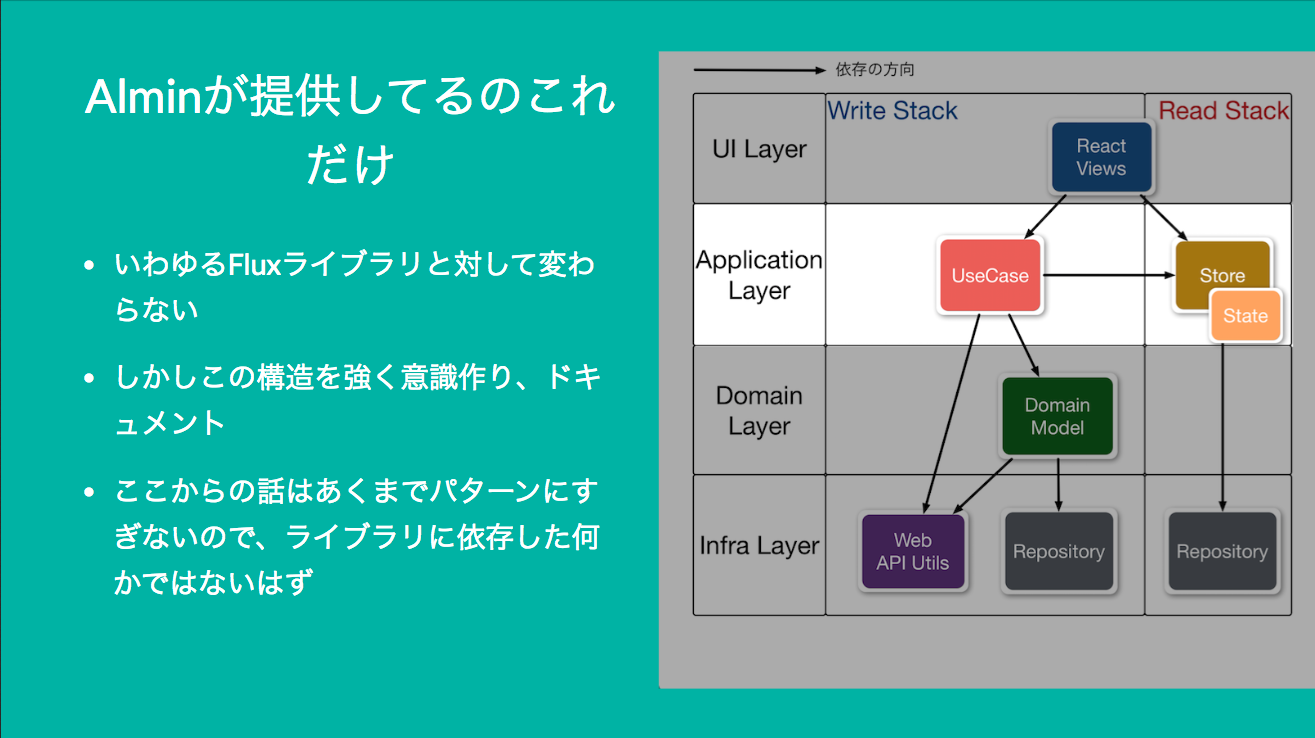 Alminが提供してるのこれ
だけ
• いわゆるFluxライブラリと対して変わ
らない
• しかしこの構造を強く意識作り、ドキ
ュメント
• ここからの話はあくまでパターンにす
ぎないので、ライブラリに依存した何
かではないはず
依存の方向
Write Stack
Read Stack
UI Layer
React
Views
Application
Layer
UseCase
Store
State
Domain
Layer
Domain
Model
Infra Layer
Web
API Utils
Repository
Repository